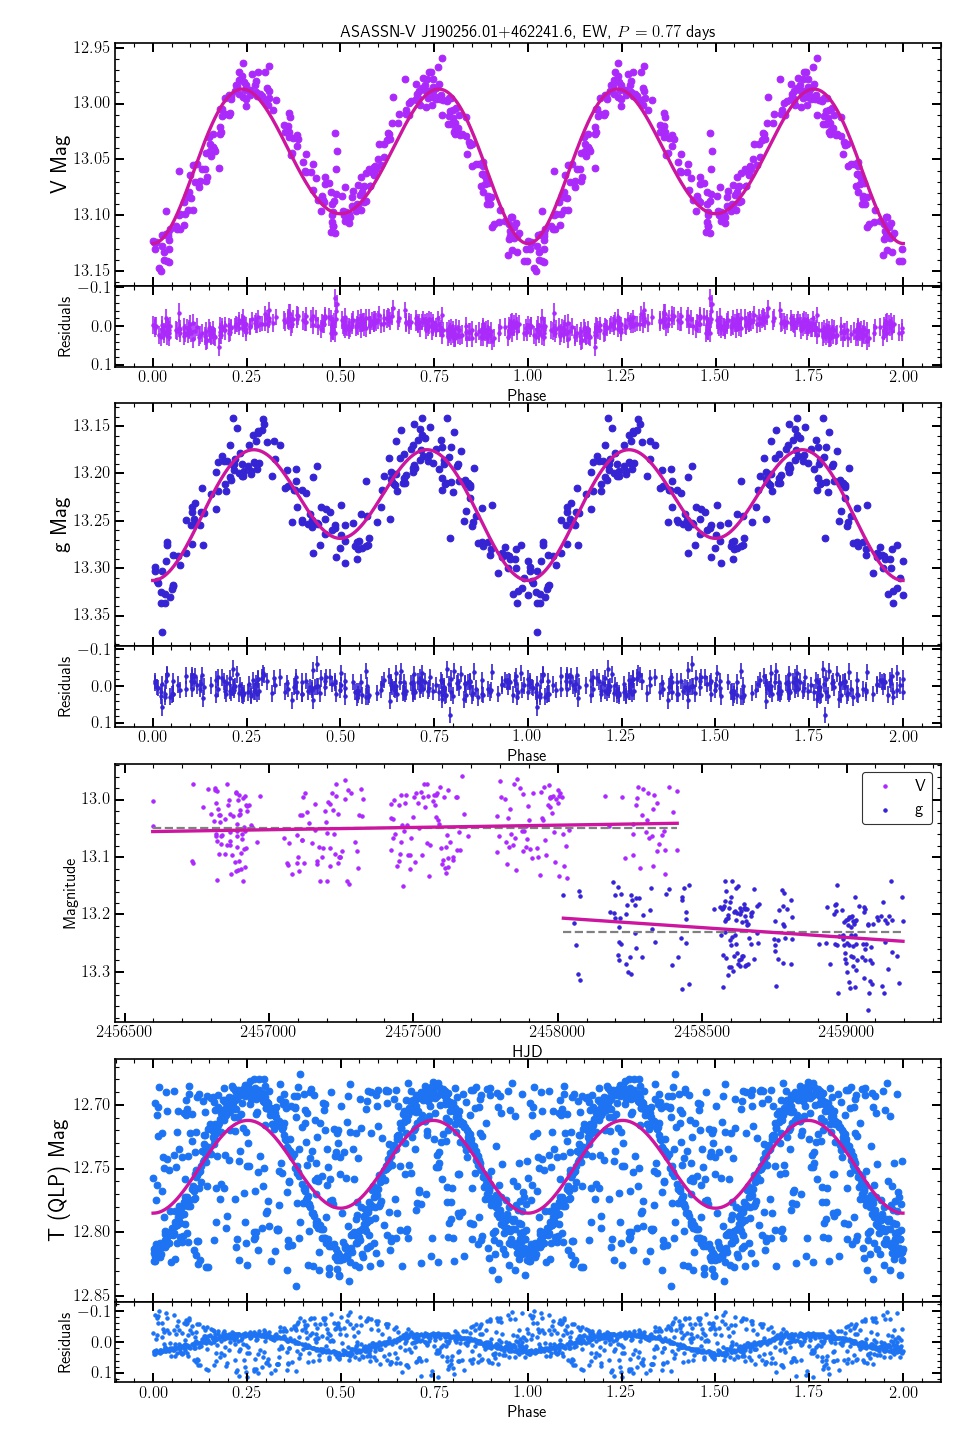 ASASSN-V J190256.01+462241.6, EW, P = 0.77 days
12.95
13.00
13.05
13.10
13.15
V Mag
−0.1
0.0
0.1
Residuals
0.00 0.25 0.50 0.75 1.00 1.25 1.50 1.75 2.00
Phase
13.15
13.20
13.25
13.30
13.35
g Mag
−0.1
0.0
0.1
Residuals
0.00 0.25 0.50 0.75 1.00 1.25 1.50 1.75 2.00
Phase
V
g
13.0
13.1
13.2
13.3
Magnitude
2456500 2457000 2457500 2458000 2458500 2459000
HJD
12.70
12.75
12.80
12.85
T (QLP) Mag
−0.1
0.0
0.1
Residuals
0.00 0.25 0.50 0.75 1.00 1.25 1.50 1.75 2.00
Phase